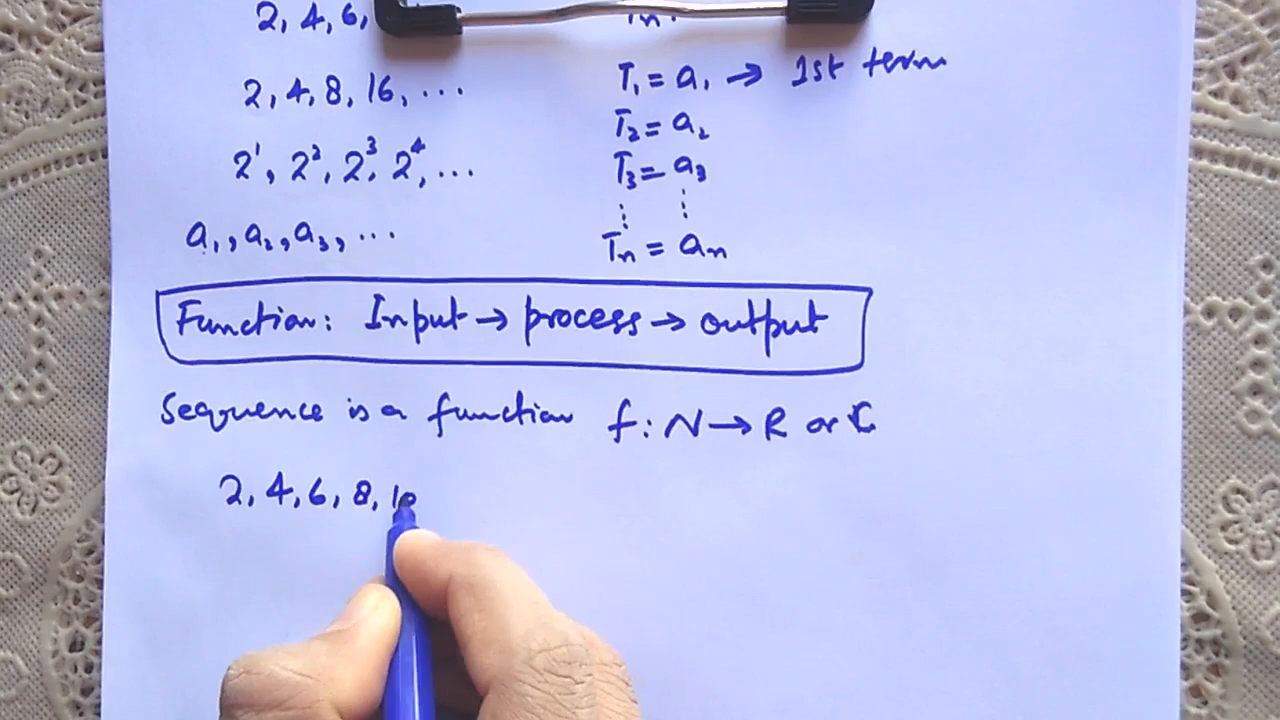 2, 4, 6,
Tn.
2, 4, 8, 16, ...
T₁ = a₁ → 1st term
T₂ = a₂
2¹, 2², 2³, 2⁴, ...
T₃ = a₃
⋮ ⋮
a₁, a₂, a₃, ...
Tₙ = aₙ
Function: Input → process → output
Sequence is a function f: N → R or C
2, 4, 6, 8, 10